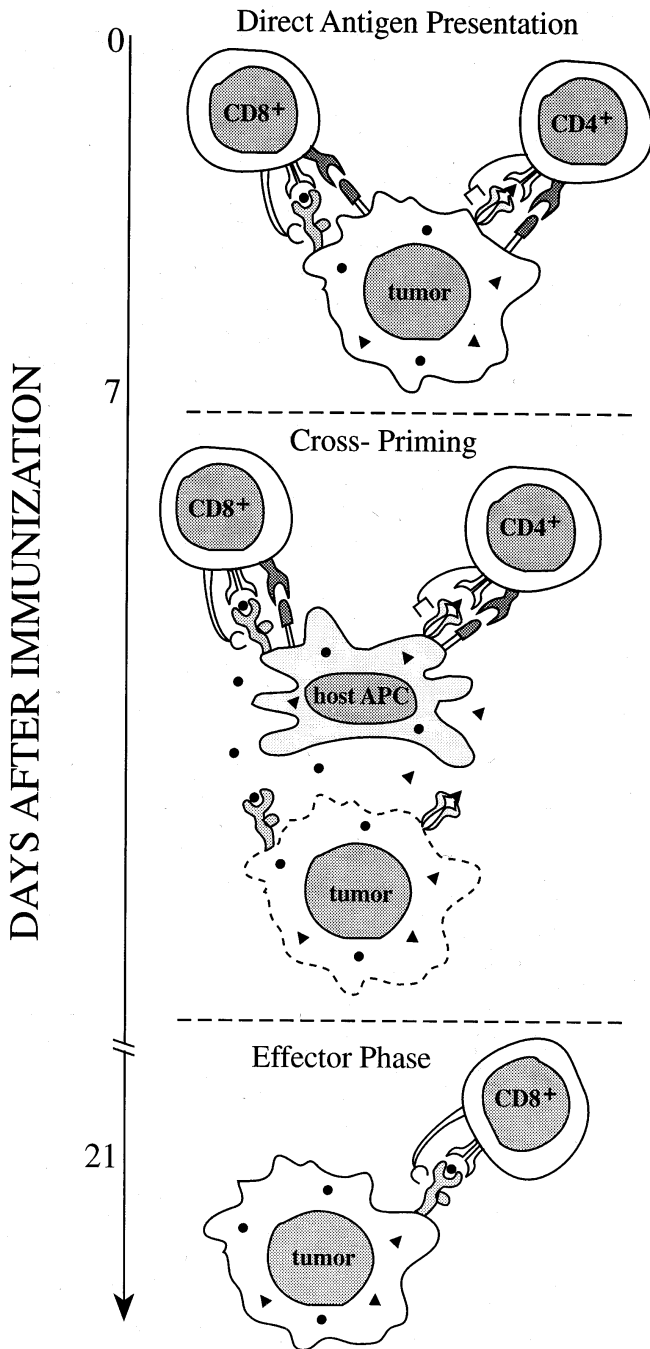 Direct Antigen Presentation
0
CD8+
CD4+
tumor
7
Cross- Priming
CD8+
CD4+
host APC
tumor
DAYS AFTER IMMUNIZATION
Effector Phase
CD8+
21
tumor